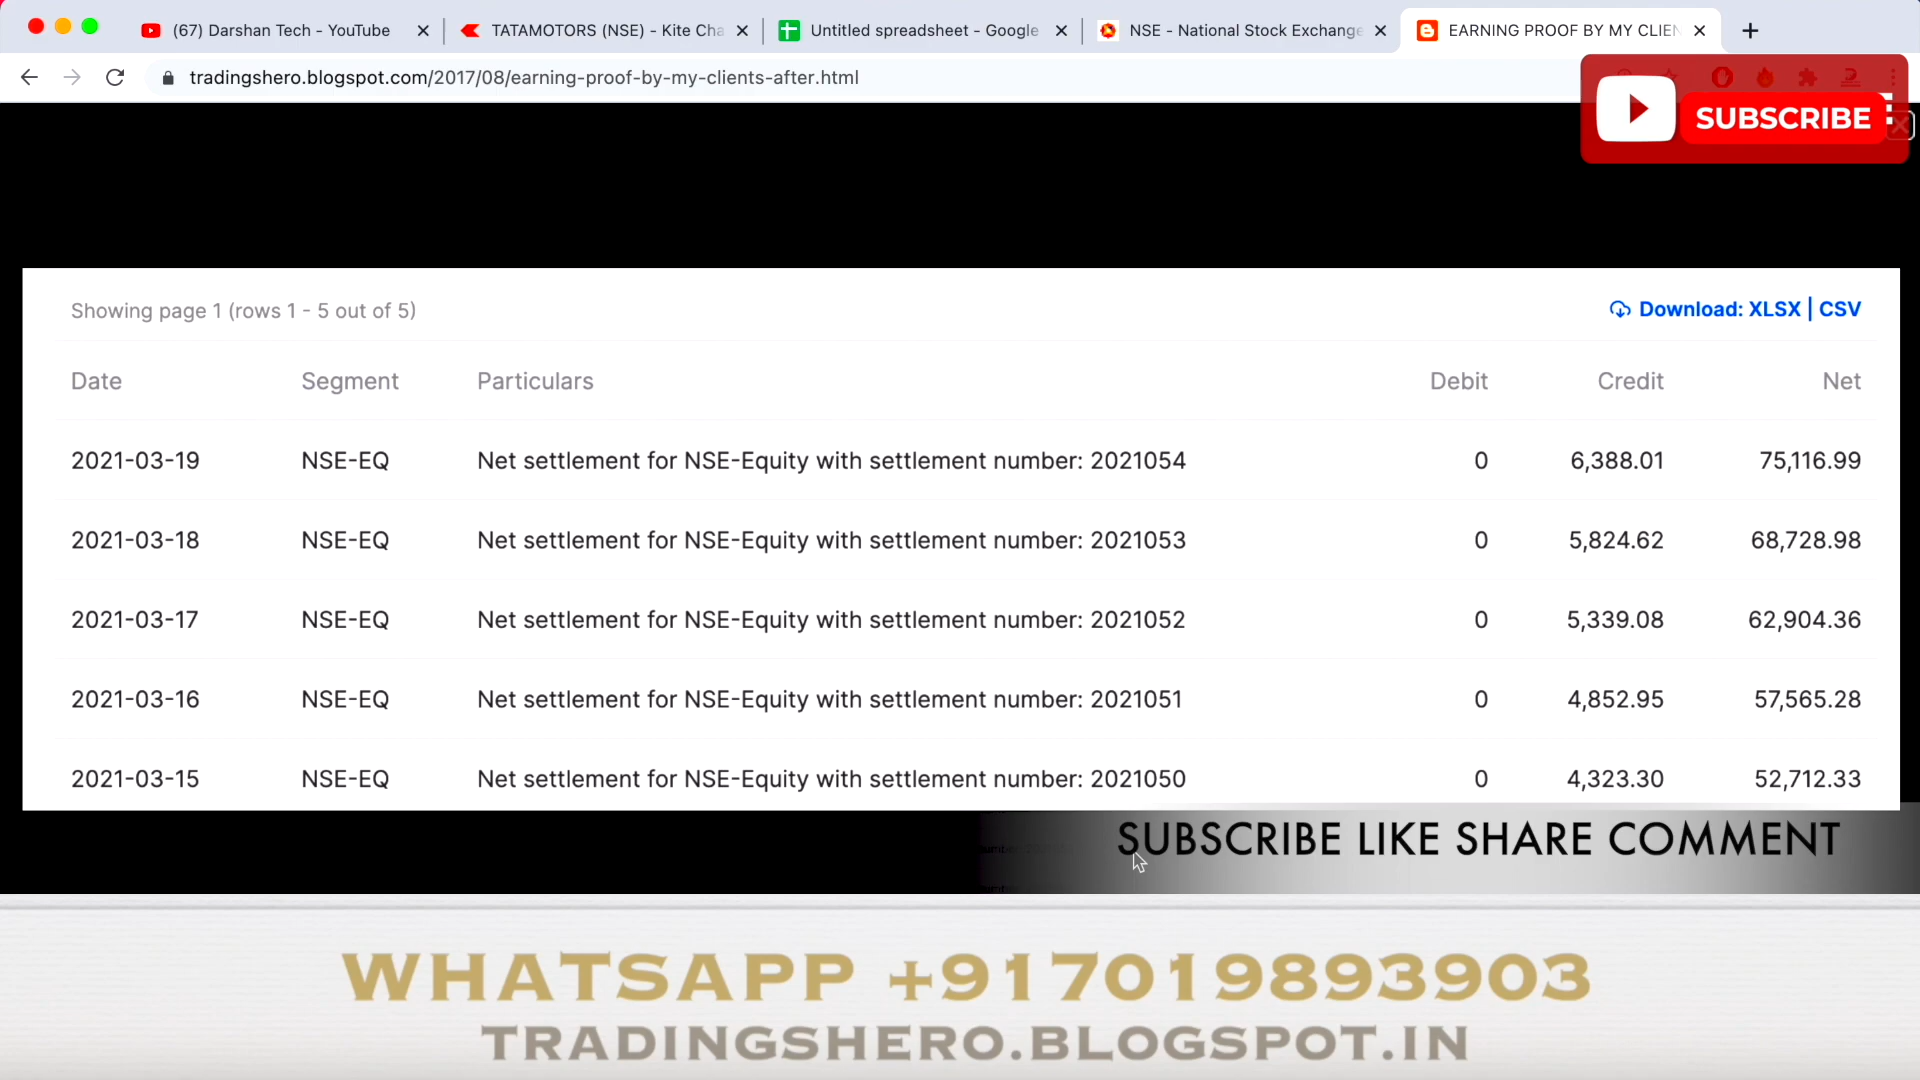 (67) Darshan Tech - YouTube
TATAMOTORS (NSE) - Kite Cha
Untitled spreadsheet - Google
NSE - National Stock Exchange
EARNING PROOF BY MY CLIEN
tradingshero.blogspot.com/2017/08/earning-proof-by-my-clients-after.html
SUBSCRIBE
Showing page 1 (rows 1 - 5 out of 5)
Download: XLSX | CSV
Date Segment Particulars Debit Credit Net
2021-03-19 NSE-EQ Net settlement for NSE-Equity with settlement number: 2021054 0 6,388.01 75,116.99
2021-03-18 NSE-EQ Net settlement for NSE-Equity with settlement number: 2021053 0 5,824.62 68,728.98
2021-03-17 NSE-EQ Net settlement for NSE-Equity with settlement number: 2021052 0 5,339.08 62,904.36
2021-03-16 NSE-EQ Net settlement for NSE-Equity with settlement number: 2021051 0 4,852.95 57,565.28
2021-03-15 NSE-EQ Net settlement for NSE-Equity with settlement number: 2021050 0 4,323.30 52,712.33
SUBSCRIBE LIKE SHARE COMMENT
WHATSAPP +917019893903
TRADINGSHERO.BLOGSPOT.IN